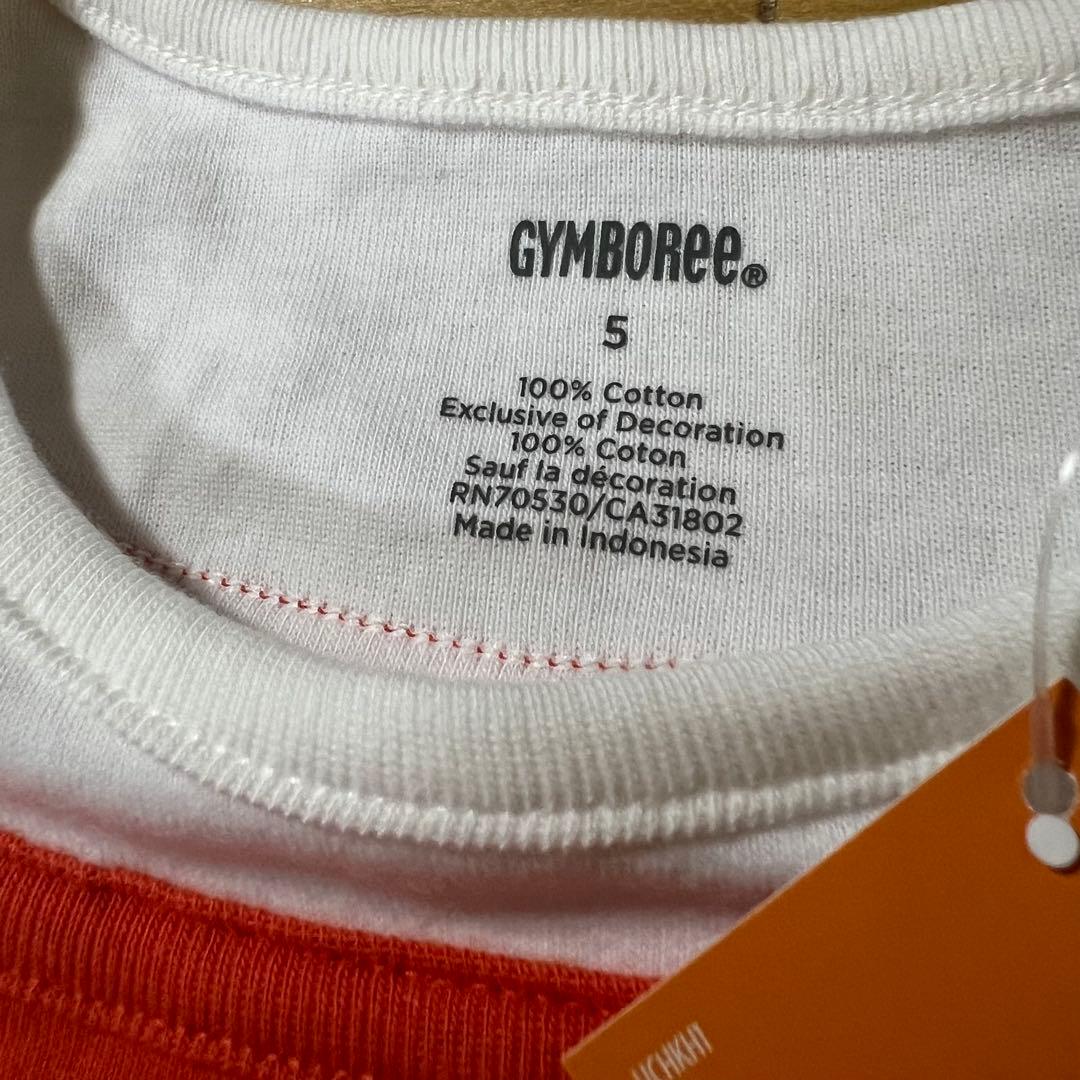 GYMBOREE®
5
100% Cotton
Exclusive of Decoration
100% Coton
Sauf la décoration
RN70530/CA31802
Made in Indonesia